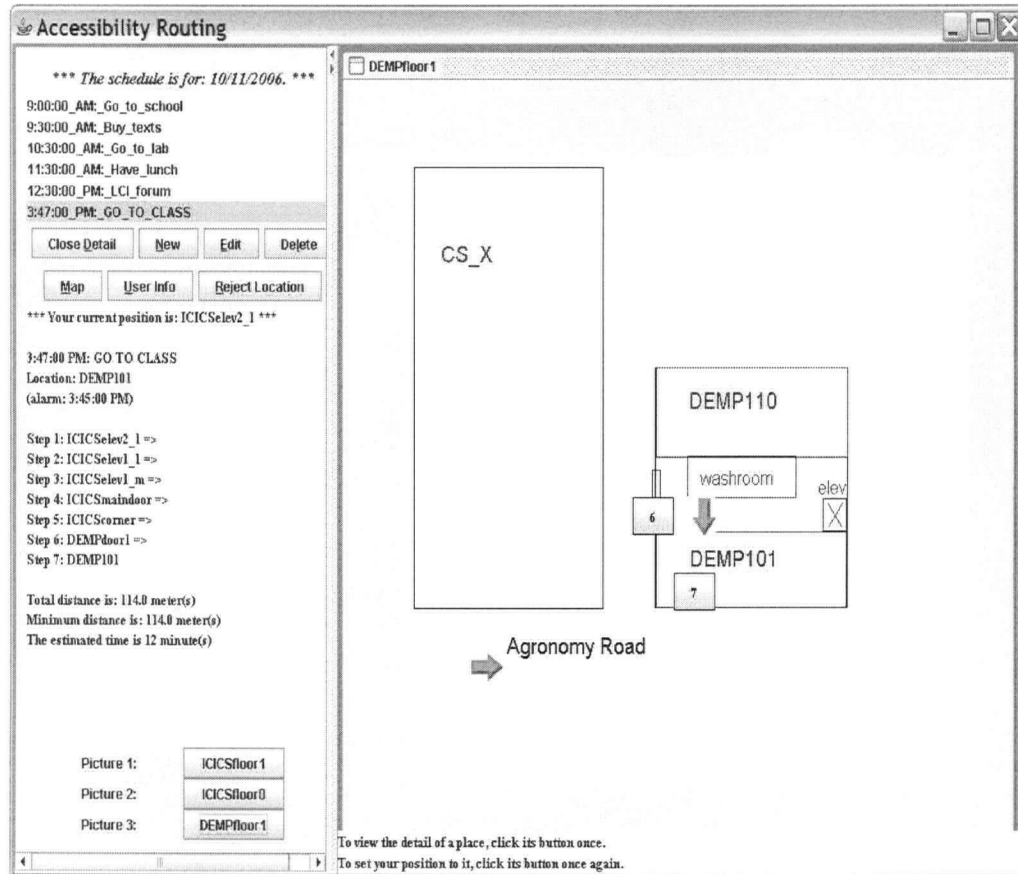 Accessibility Routing
*** The schedule is for: 10/11/2006. ***
9:00:00_AM:_Go_to_school
9:30:00_AM:_Buy_texts
10:30:00_AM:_Go_to_lab
11:30:00_AM:_Have_lunch
12:30:00_PM:_LCI_forum
3:47:00_PM:_GO_TO_CLASS
Close Detail New Edit Delete
Map User Info Reject Location
*** Your current position is: ICICSelev2_1 ***
3:47:00 PM: GO TO CLASS
Location: DEMP101
(alarm: 3:45:00 PM)
Step 1: ICICSelev2_1 =>
Step 2: ICICSelev1_1 =>
Step 3: ICICSelev1_m =>
Step 4: ICICSmaindoor =>
Step 5: ICICScorner =>
Step 6: DEMPdoor1 =>
Step 7: DEMP101
Total distance is: 114.0 meter(s)
Minimum distance is: 114.0 meter(s)
The estimated time is 12 minute(s)
Picture 1: ICICSfloor1
Picture 2: ICICSfloor0
Picture 3: DEMPfloor1
DEMPfloor1
CS_X
DEMP110
washroom
elev
6
DEMP101
7
Agronomy Road
To view the detail of a place, click its button once.
To set your position to it, click its button once again.